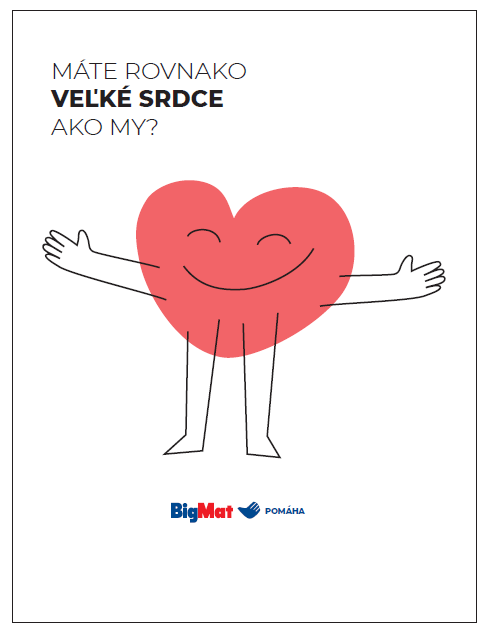 MÁTE ROVNAKO
VEĽKÉ SRDCE
AKO MY?
BigMat POMÁHA